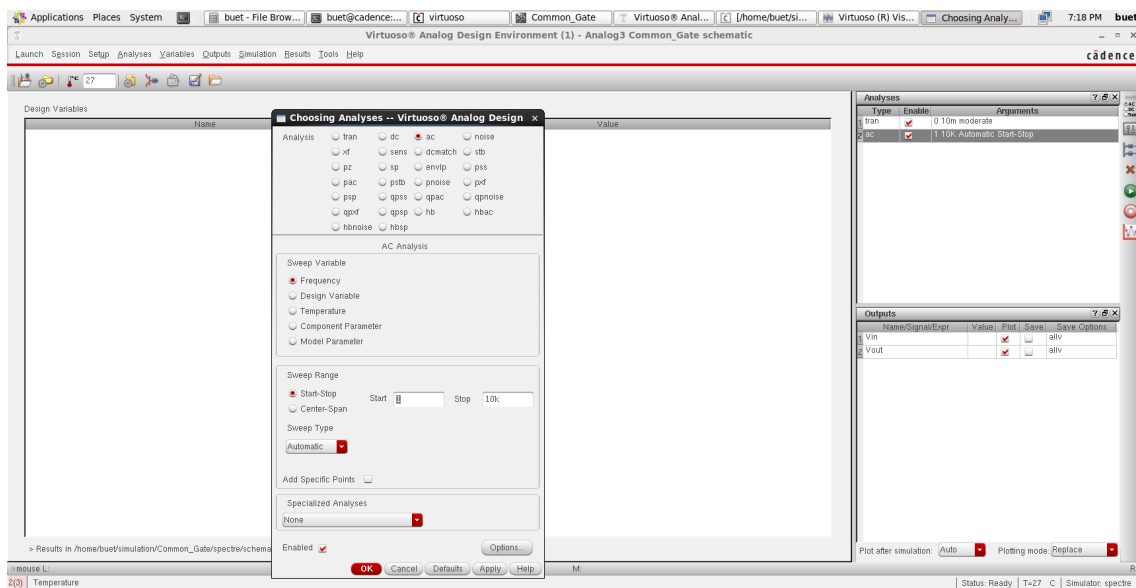 Applications Places System buet - File Brow... buet@cadence:... virtuoso Common_Gate Virtuoso® Anal... [/home/buet/si... Virtuoso (R) Vis... Choosing Analy... 7:18 PM buet
Virtuoso® Analog Design Environment (1) - Analog3 Common_Gate schematic
Launch Session Setup Analyses Variables Outputs Simulation Results Tools Help cādence
27
Design Variables
Name Value
Choosing Analyses -- Virtuoso® Analog Design
Analysis tran dc ac noise
xf sens dcmatch stb
pz sp envlp pss
pac pstb pnoise pxf
psp qpss qpac qpnoise
qpxf qpsp hb hbac
hbnoise hbsp
AC Analysis
Sweep Variable
Frequency
Design Variable
Temperature
Component Parameter
Model Parameter
Sweep Range
Start-Stop Start 1 Stop 10k
Center-Span
Sweep Type
Automatic
Add Specific Points
Specialized Analyses
None
Enabled Options...
OK Cancel Defaults Apply Help
Analyses
Type Enable Arguments
1 tran 0 10m moderate
2 ac 1 10K Automatic Start-Stop
Outputs
Name/Signal/Expr Value Plot Save Save Options
1 Vin allv
2 Vout allv
> Results in /home/buet/simulation/Common_Gate/spectre/schema
Plot after simulation: Auto Plotting mode: Replace
mouse L: M: R
2(3) Temperature Status: Ready T=27 C Simulator: spectre